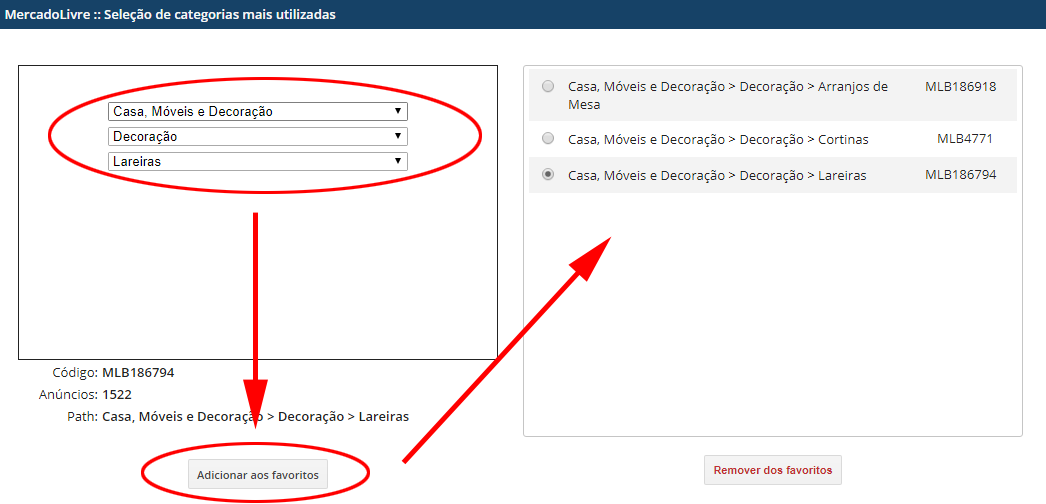 MercadoLivre :: Seleção de categorias mais utilizadas
Casa, Móveis e Decoração
Decoração
Lareiras
Código: MLB186794
Anúncios: 1522
Path: Casa, Móveis e Decoração > Decoração > Lareiras
Adicionar aos favoritos
Casa, Móveis e Decoração > Decoração > Arranjos de MLB186918
Mesa
Casa, Móveis e Decoração > Decoração > Cortinas MLB4771
Casa, Móveis e Decoração > Decoração > Lareiras MLB186794
Remover dos favoritos